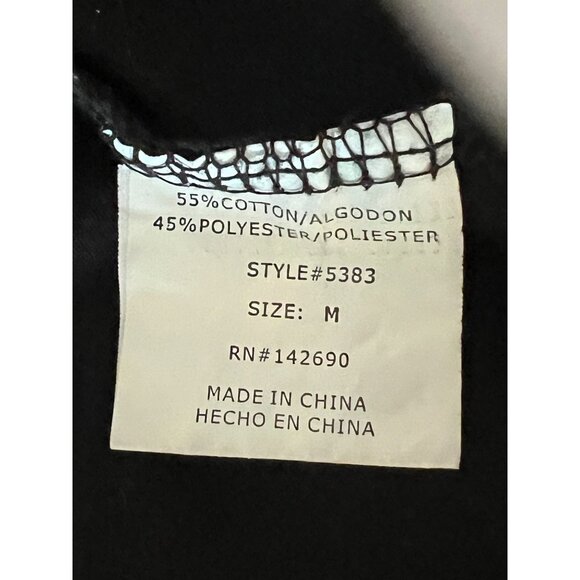 55%COTTON/ALGODON
45%POLYESTER/POLIESTER
STYLE#5383
SIZE: M
RN#142690
MADE IN CHINA
HECHO EN CHINA